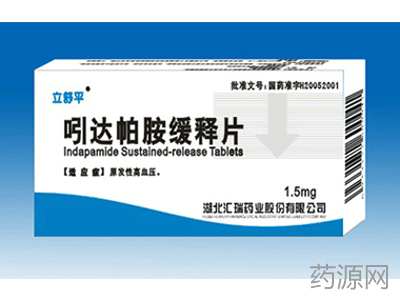 立舒平
批准文号:国药准字H20052001
吲达帕胺缓释片
Indapamide Sustained-release Tablets
【适应症】原发性高血压。
1.5mg
湖北汇瑞药业股份有限公司
药源网